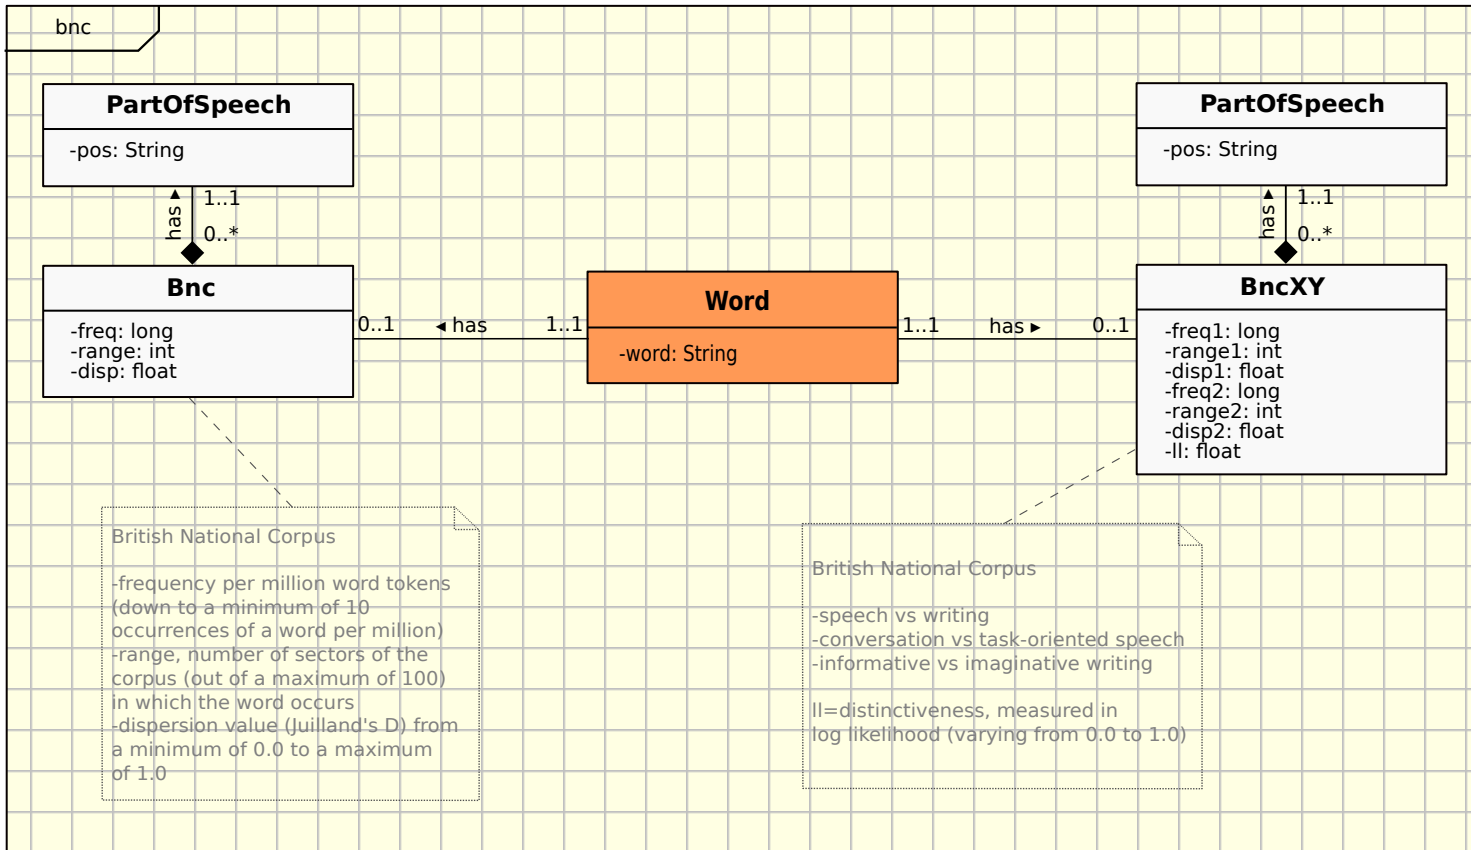 bnc
PartOfSpeech
-pos: String
has ▲
1..1
0..*
Bnc
-freq: long
-range: int
-disp: float
0..1
◄ has
1..1
Word
-word: String
1..1
has ►
0..1
PartOfSpeech
-pos: String
has ▲
1..1
0..*
BncXY
-freq1: long
-range1: int
-disp1: float
-freq2: long
-range2: int
-disp2: float
-ll: float
British National Corpus
-frequency per million word tokens
(down to a minimum of 10
occurrences of a word per million)
-range, number of sectors of the
corpus (out of a maximum of 100)
in which the word occurs
-dispersion value (Juilland's D) from
a minimum of 0.0 to a maximum
of 1.0
British National Corpus
-speech vs writing
-conversation vs task-oriented speech
-informative vs imaginative writing
ll=distinctiveness, measured in
log likelihood (varying from 0.0 to 1.0)